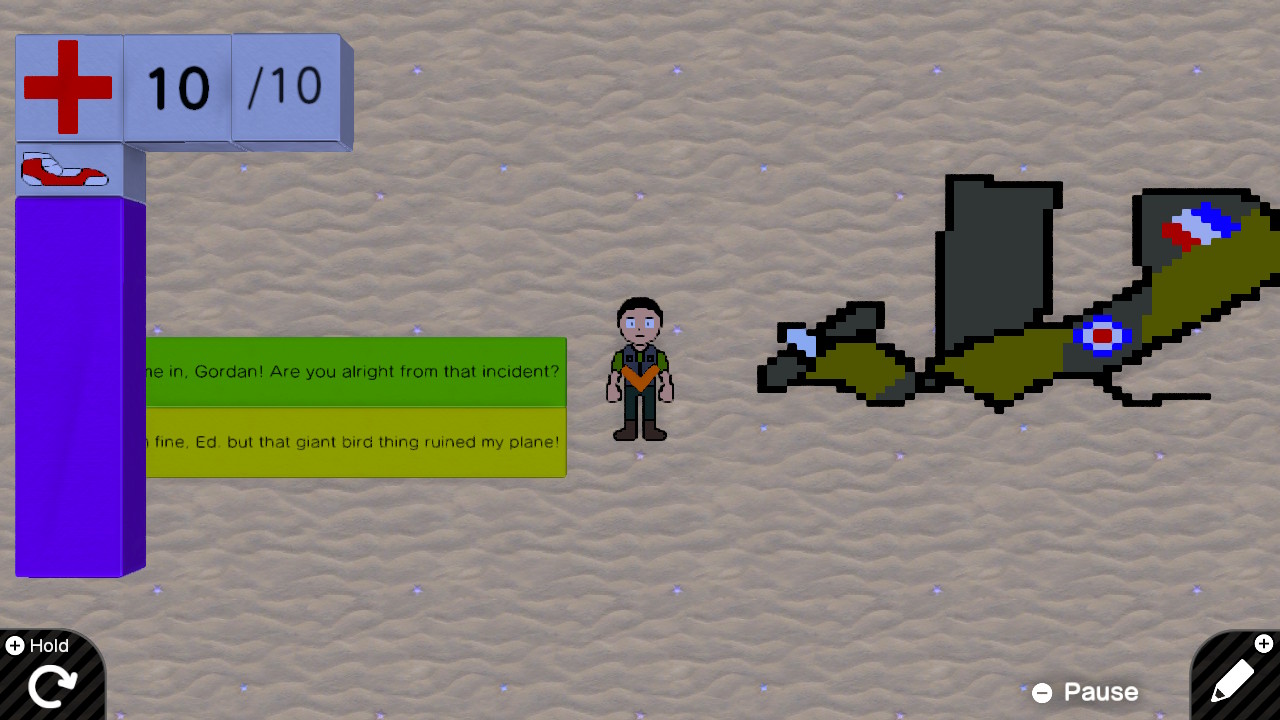 10 /10
in, Gordan! Are you alright from that incident?
fine, Ed. but that giant bird thing ruined my plane!
Hold
Pause